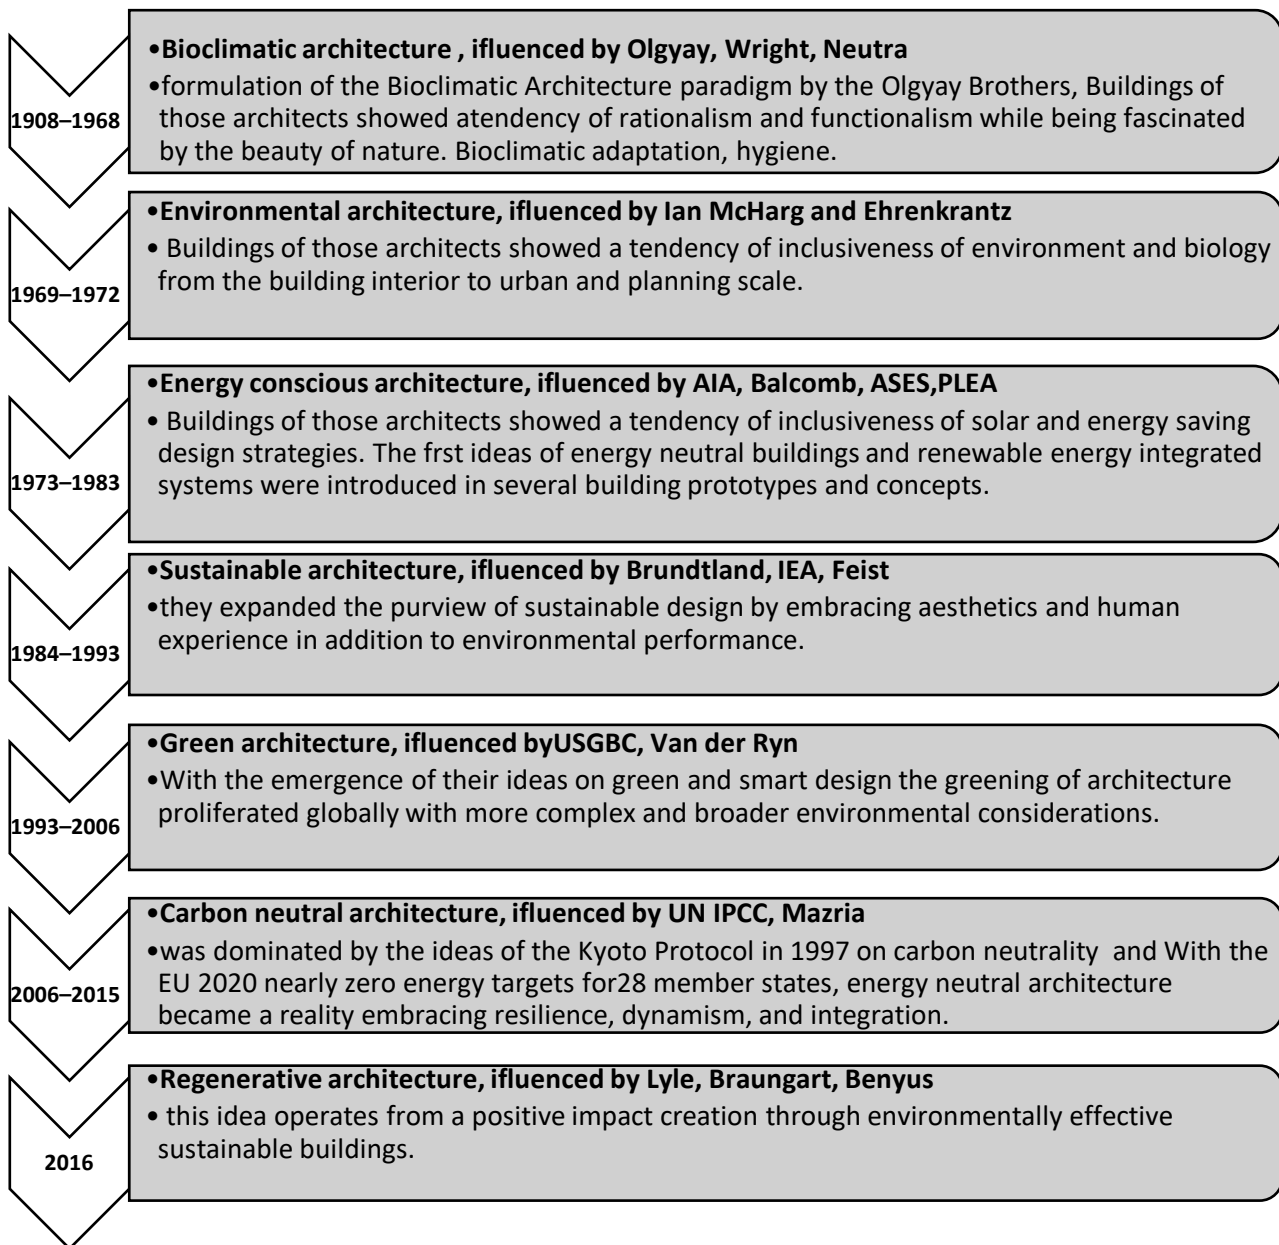 •Bioclimatic architecture , ifluenced by Olgyay, Wright, Neutra
•formulation of the Bioclimatic Architecture paradigm by the Olgyay Brothers, Buildings of
those architects showed atendency of rationalism and functionalism while being fascinated
by the beauty of nature. Bioclimatic adaptation, hygiene.
1908–1968
•Environmental architecture, ifluenced by Ian McHarg and Ehrenkrantz
• Buildings of those architects showed a tendency of inclusiveness of environment and biology
from the building interior to urban and planning scale.
1969–1972
•Energy conscious architecture, ifluenced by AIA, Balcomb, ASES,PLEA
• Buildings of those architects showed a tendency of inclusiveness of solar and energy saving
design strategies. The frst ideas of energy neutral buildings and renewable energy integrated
systems were introduced in several building prototypes and concepts.
1973–1983
•Sustainable architecture, ifluenced by Brundtland, IEA, Feist
•they expanded the purview of sustainable design by embracing aesthetics and human
experience in addition to environmental performance.
1984–1993
•Green architecture, ifluenced byUSGBC, Van der Ryn
•With the emergence of their ideas on green and smart design the greening of architecture
proliferated globally with more complex and broader environmental considerations.
1993–2006
•Carbon neutral architecture, ifluenced by UN IPCC, Mazria
•was dominated by the ideas of the Kyoto Protocol in 1997 on carbon neutrality  and With the
EU 2020 nearly zero energy targets for28 member states, energy neutral architecture
became a reality embracing resilience, dynamism, and integration.
2006–2015
•Regenerative architecture, ifluenced by Lyle, Braungart, Benyus
• this idea operates from a positive impact creation through environmentally effective
sustainable buildings.
2016